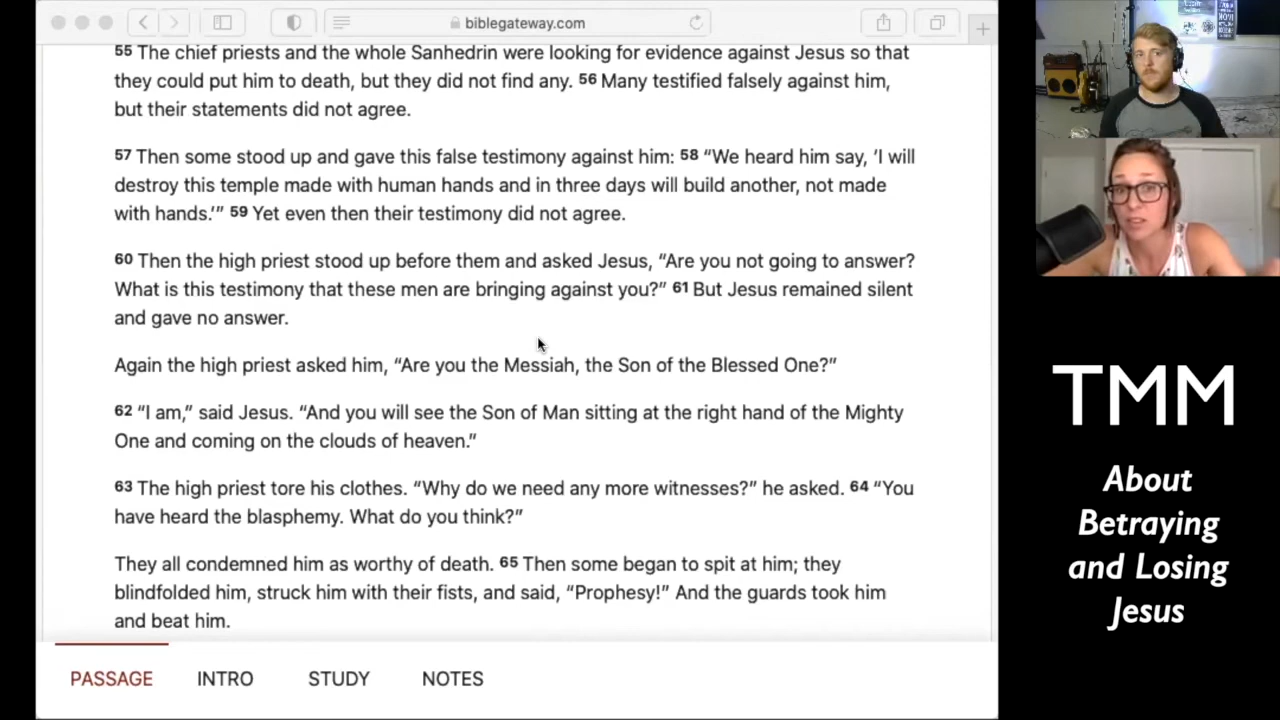 biblegateway.com
55 The chief priests and the whole Sanhedrin were looking for evidence against Jesus so that
they could put him to death, but they did not find any. 56 Many testified falsely against him,
but their statements did not agree.
57 Then some stood up and gave this false testimony against him: 58 “We heard him say, ‘I will
destroy this temple made with human hands and in three days will build another, not made
with hands.’” 59 Yet even then their testimony did not agree.
60 Then the high priest stood up before them and asked Jesus, “Are you not going to answer?
What is this testimony that these men are bringing against you?” 61 But Jesus remained silent
and gave no answer.
Again the high priest asked him, “Are you the Messiah, the Son of the Blessed One?”
62 “I am,” said Jesus. “And you will see the Son of Man sitting at the right hand of the Mighty
One and coming on the clouds of heaven.”
63 The high priest tore his clothes. “Why do we need any more witnesses?” he asked. 64 “You
have heard the blasphemy. What do you think?”
They all condemned him as worthy of death. 65 Then some began to spit at him; they
blindfolded him, struck him with their fists, and said, “Prophesy!” And the guards took him
and beat him.
PASSAGE INTRO STUDY NOTES
TMM
About
Betraying
and Losing
Jesus